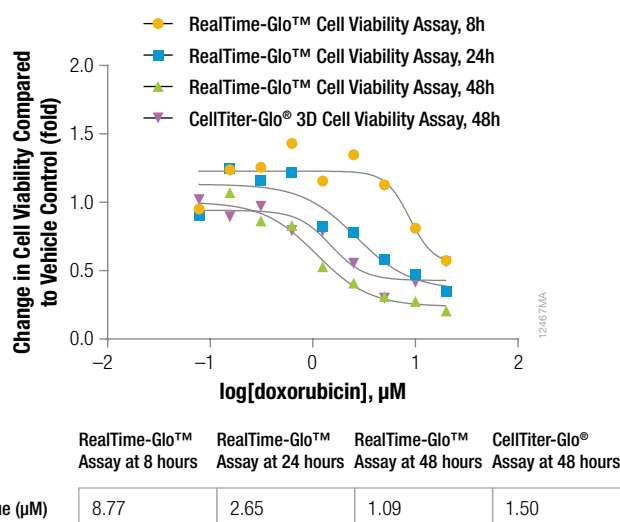 RealTime-Glo™ Cell Viability Assay, 8h
RealTime-Glo™ Cell Viability Assay, 24h
RealTime-Glo™ Cell Viability Assay, 48h
CellTiter-Glo® 3D Cell Viability Assay, 48h
Change in Cell Viability Compared
to Vehicle Control (fold)
2.0
1.5
1.0
0.5
0.0
–2
–1
0
1
2
log[doxorubicin], µM
12467MA
RealTime-Glo™ RealTime-Glo™ RealTime-Glo™ CellTiter-Glo®
Assay at 8 hours Assay at 24 hours Assay at 48 hours Assay at 48 hours
(µM) 8.77 2.65 1.09 1.50